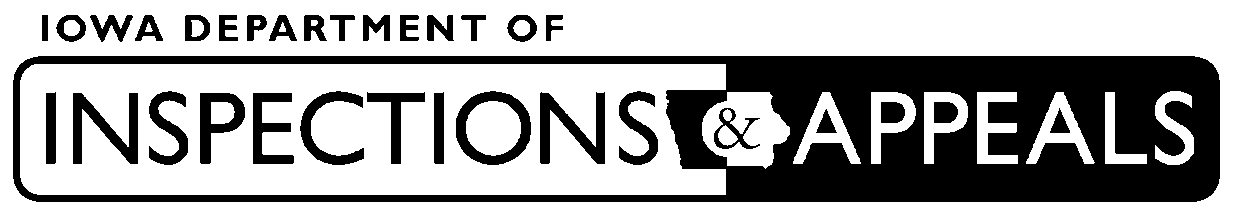 IOWA DEPARTMENT OF
INSPECTIONS & APPEALS